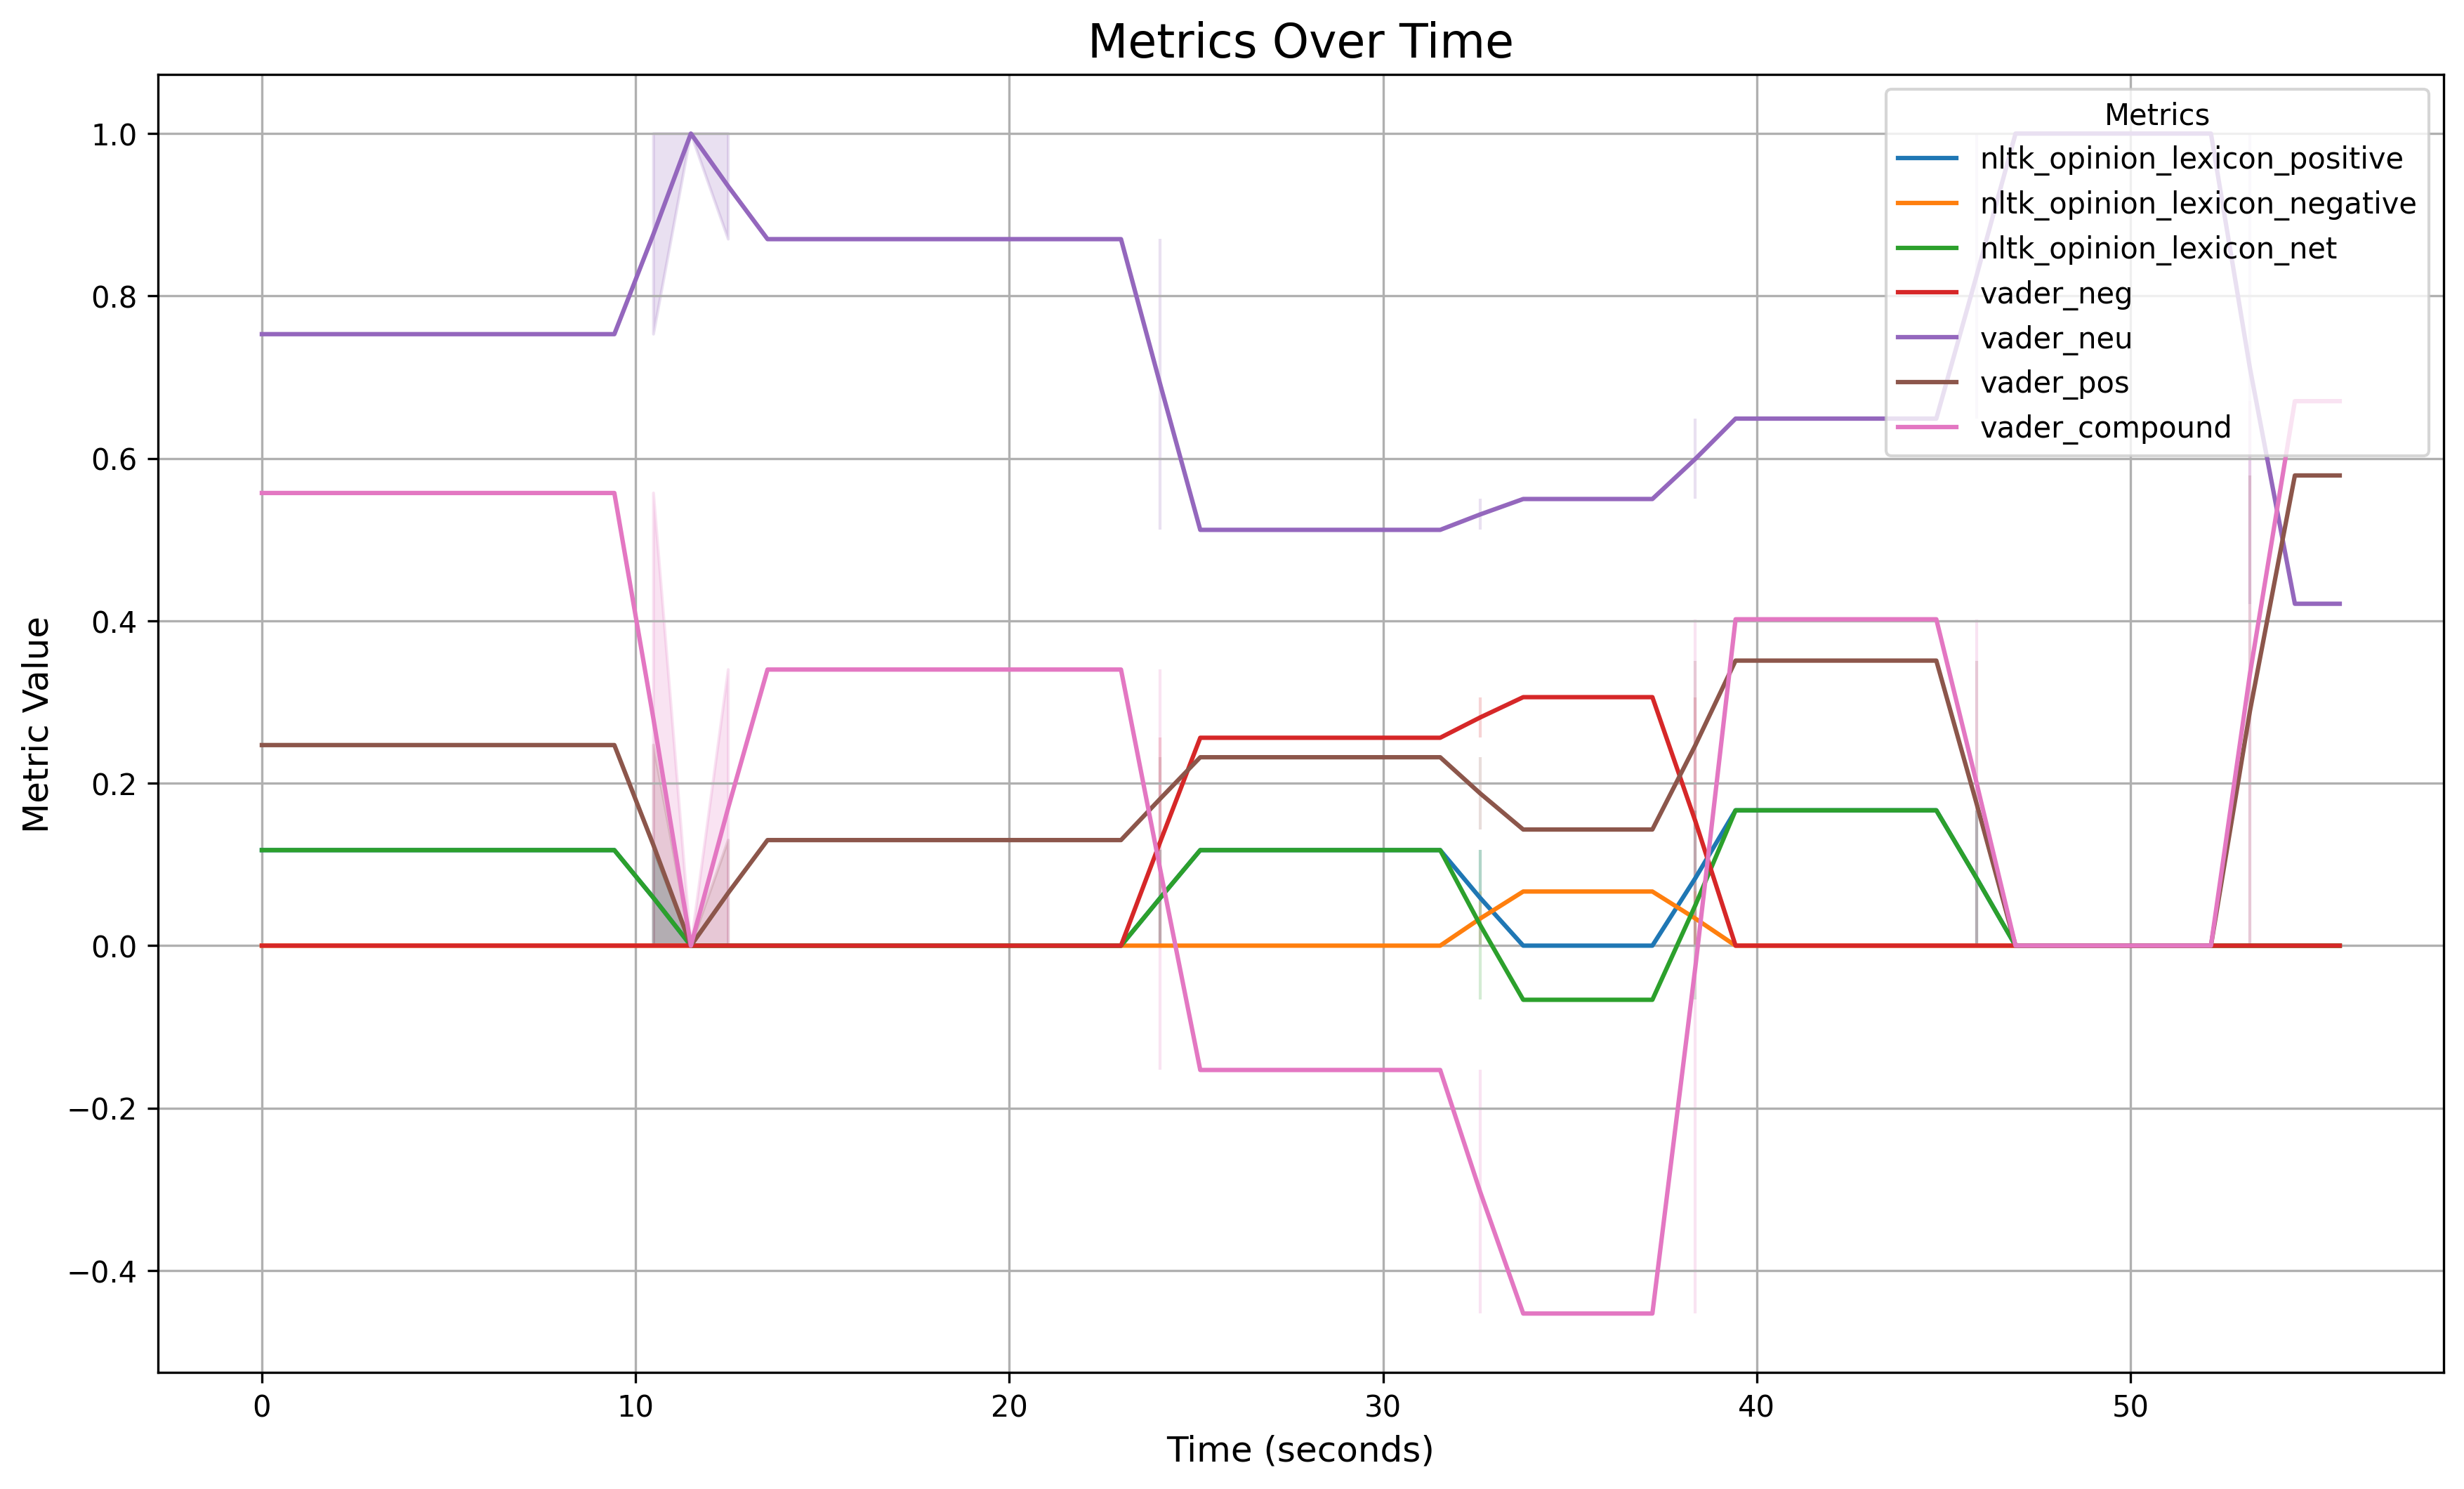 Metrics Over Time
Metric Value
1.0
0.8
0.6
0.4
0.2
0.0
−0.2
−0.4
Metrics
nltk_opinion_lexicon_positive
nltk_opinion_lexicon_negative
nltk_opinion_lexicon_net
vader_neg
vader_neu
vader_pos
vader_compound
0 10 20 30 40 50
Time (seconds)